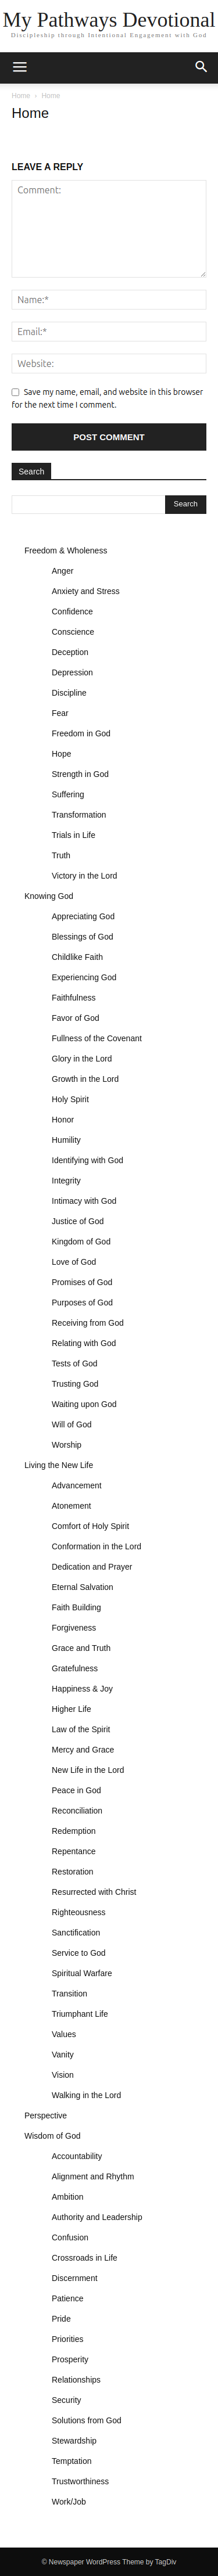 My Pathways Devotional
Discipleship through Intentional Engagement with God
Home › Home
Home
LEAVE A REPLY
Comment:
Name:*
Email:*
Website:
Save my name, email, and website in this browser
for the next time I comment.
POST COMMENT
Search
Search
Freedom & Wholeness
Anger
Anxiety and Stress
Confidence
Conscience
Deception
Depression
Discipline
Fear
Freedom in God
Hope
Strength in God
Suffering
Transformation
Trials in Life
Truth
Victory in the Lord
Knowing God
Appreciating God
Blessings of God
Childlike Faith
Experiencing God
Faithfulness
Favor of God
Fullness of the Covenant
Glory in the Lord
Growth in the Lord
Holy Spirit
Honor
Humility
Identifying with God
Integrity
Intimacy with God
Justice of God
Kingdom of God
Love of God
Promises of God
Purposes of God
Receiving from God
Relating with God
Tests of God
Trusting God
Waiting upon God
Will of God
Worship
Living the New Life
Advancement
Atonement
Comfort of Holy Spirit
Conformation in the Lord
Dedication and Prayer
Eternal Salvation
Faith Building
Forgiveness
Grace and Truth
Gratefulness
Happiness & Joy
Higher Life
Law of the Spirit
Mercy and Grace
New Life in the Lord
Peace in God
Reconciliation
Redemption
Repentance
Restoration
Resurrected with Christ
Righteousness
Sanctification
Service to God
Spiritual Warfare
Transition
Triumphant Life
Values
Vanity
Vision
Walking in the Lord
Perspective
Wisdom of God
Accountability
Alignment and Rhythm
Ambition
Authority and Leadership
Confusion
Crossroads in Life
Discernment
Patience
Pride
Priorities
Prosperity
Relationships
Security
Solutions from God
Stewardship
Temptation
Trustworthiness
Work/Job
© Newspaper WordPress Theme by TagDiv